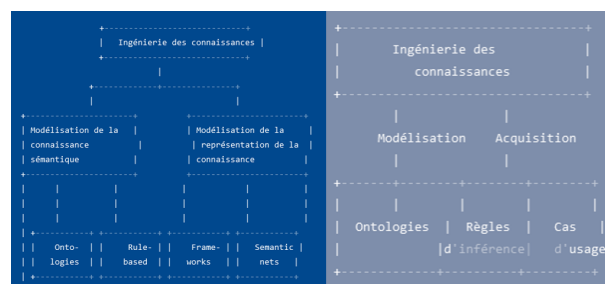 Ingénierie des connaissances
Modélisation de la
connaissance
sémantique
Modélisation de la
représentation de la
connaissance
Onto-
logies
Rule-
based
Frame-
works
Semantic
nets
Ingénierie des
connaissances
Modélisation Acquisition
Ontologies
Règles
d'inférence
Cas
d'usage